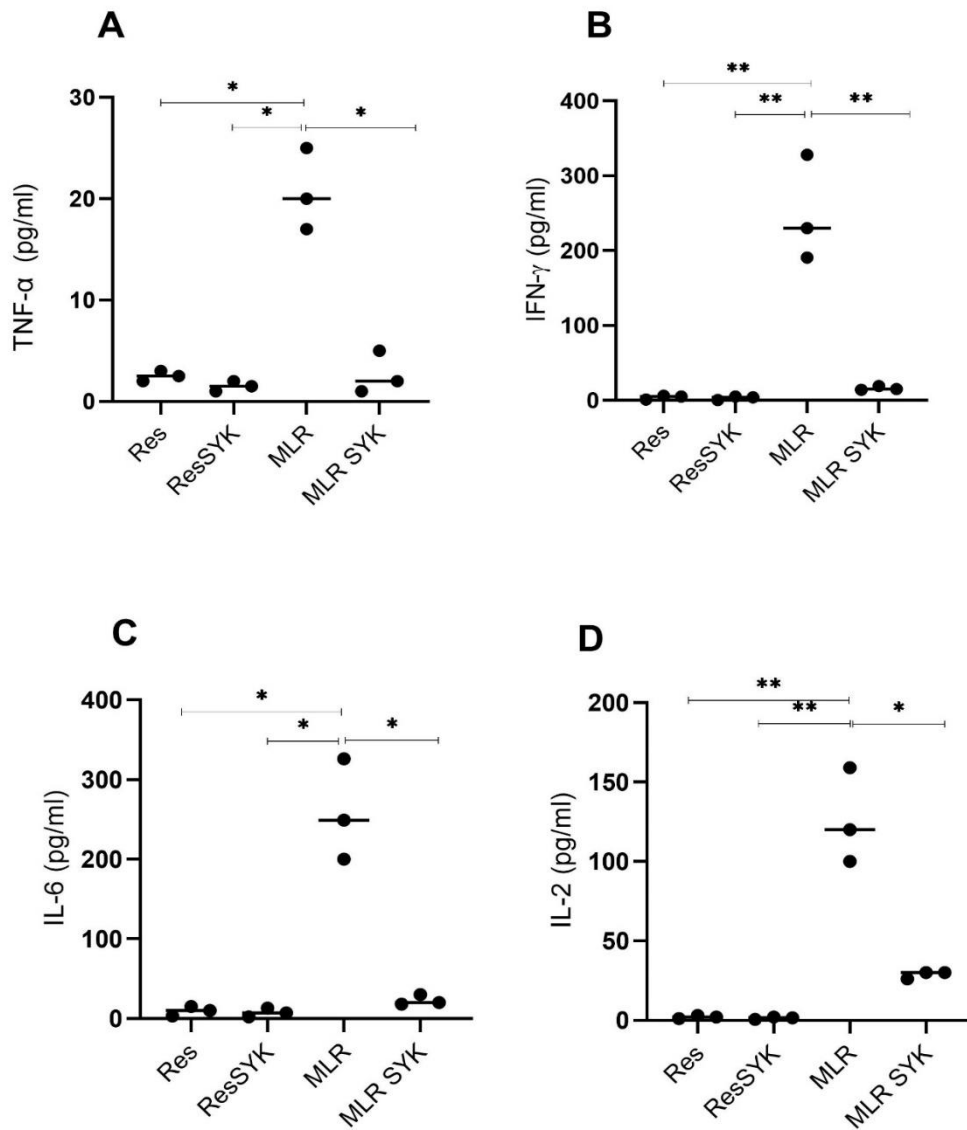 A
*
*
*
30
20
10
0
TNF-α (pg/ml)
Res
ResSYK
MLR
MLR SYK
B
**
**
**
400
300
200
100
0
IFN-γ (pg/ml)
Res
ResSYK
MLR
MLR SYK
C
*
*
*
400
300
200
100
0
IL-6 (pg/ml)
Res
ResSYK
MLR
MLR SYK
D
**
**
*
200
150
100
50
0
IL-2 (pg/ml)
Res
ResSYK
MLR
MLR SYK